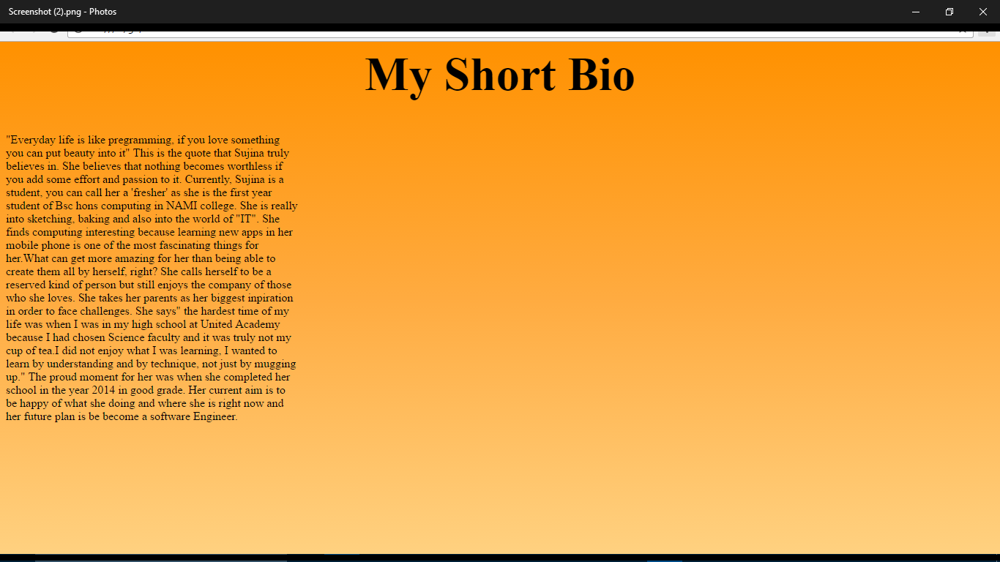 Screenshot (2).png - Photos
My Short Bio
"Everyday life is like pregramming, if you love something
you can put beauty into it" This is the quote that Sujina truly
believes in. She believes that nothing becomes worthless if
you add some effort and passion to it. Currently, Sujina is a
student, you can call her a 'fresher' as she is the first year
student of Bsc hons computing in NAMI college. She is really
into sketching, baking and also into the world of "IT". She
finds computing interesting because learning new apps in her
mobile phone is one of the most fascinating things for
her.What can get more amazing for her than being able to
create them all by herself, right? She calls herself to be a
reserved kind of person but still enjoys the company of those
who she loves. She takes her parents as her biggest inpiration
in order to face challenges. She says" the hardest time of my
life was when I was in my high school at United Academy
because I had chosen Science faculty and it was truly not my
cup of tea.I did not enjoy what I was learning, I wanted to
learn by understanding and by technique, not just by mugging
up." The proud moment for her was when she completed her
school in the year 2014 in good grade. Her current aim is to
be happy of what she doing and where she is right now and
her future plan is be become a software Engineer.